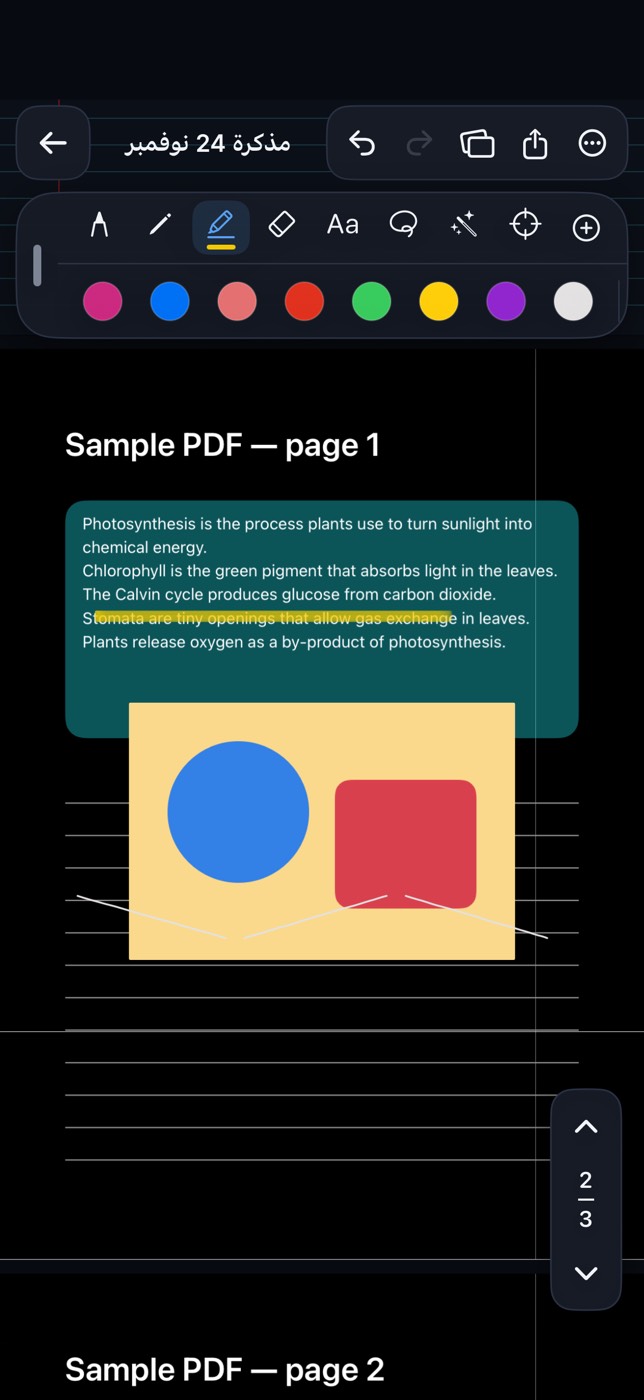 مذكرة 24 نوفمبر
Aa
Sample PDF — page 1
Photosynthesis is the process plants use to turn sunlight into
chemical energy.
Chlorophyll is the green pigment that absorbs light in the leaves.
The Calvin cycle produces glucose from carbon dioxide.
Stomata are tiny openings that allow gas exchange in leaves.
Plants release oxygen as a by-product of photosynthesis.
2
3
Sample PDF — page 2